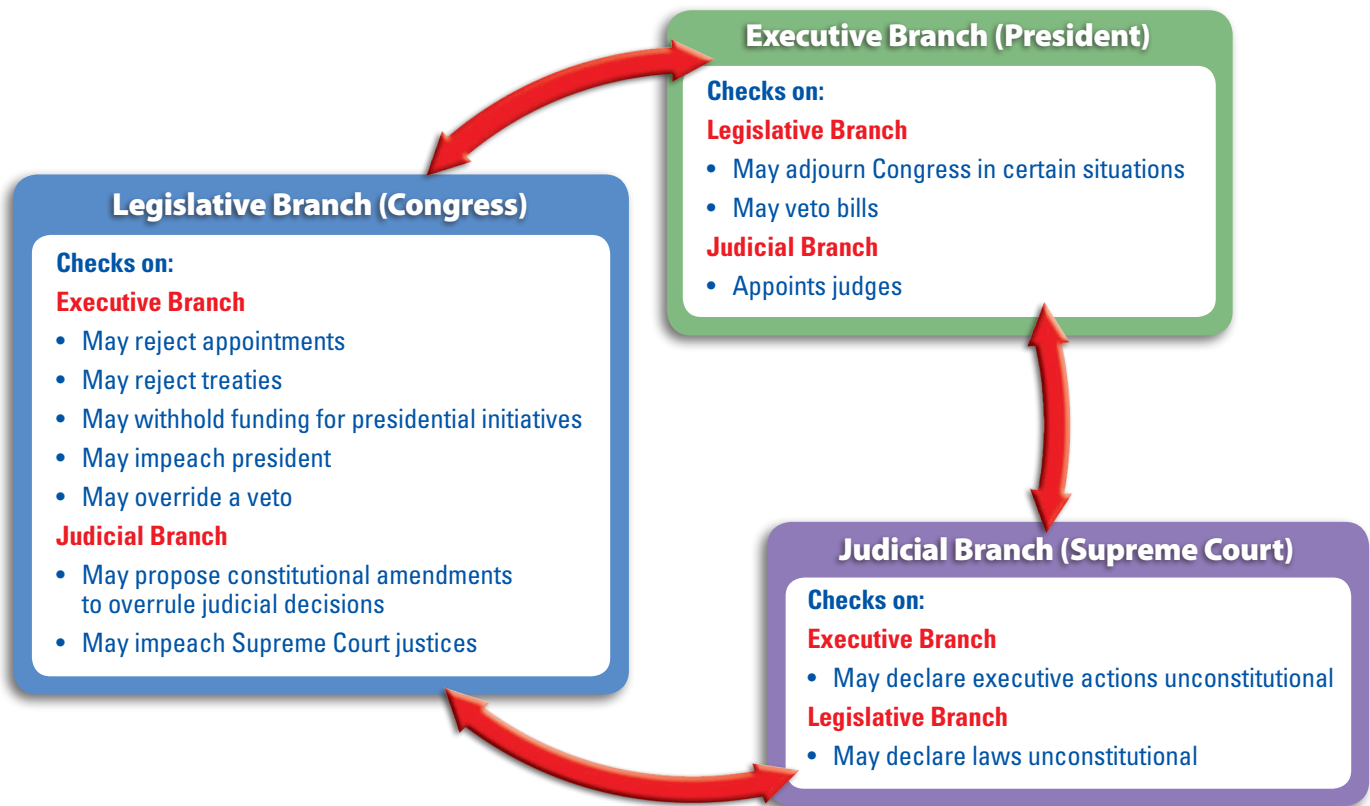 Executive Branch (President)
Checks on:
Legislative Branch
• May adjourn Congress in certain situations
• May veto bills
Judicial Branch
• Appoints judges
Legislative Branch (Congress)
Checks on:
Executive Branch
• May reject appointments
• May reject treaties
• May withhold funding for presidential initiatives
• May impeach president
• May override a veto
Judicial Branch
• May propose constitutional amendments
to overrule judicial decisions
• May impeach Supreme Court justices
Judicial Branch (Supreme Court)
Checks on:
Executive Branch
• May declare executive actions unconstitutional
Legislative Branch
• May declare laws unconstitutional